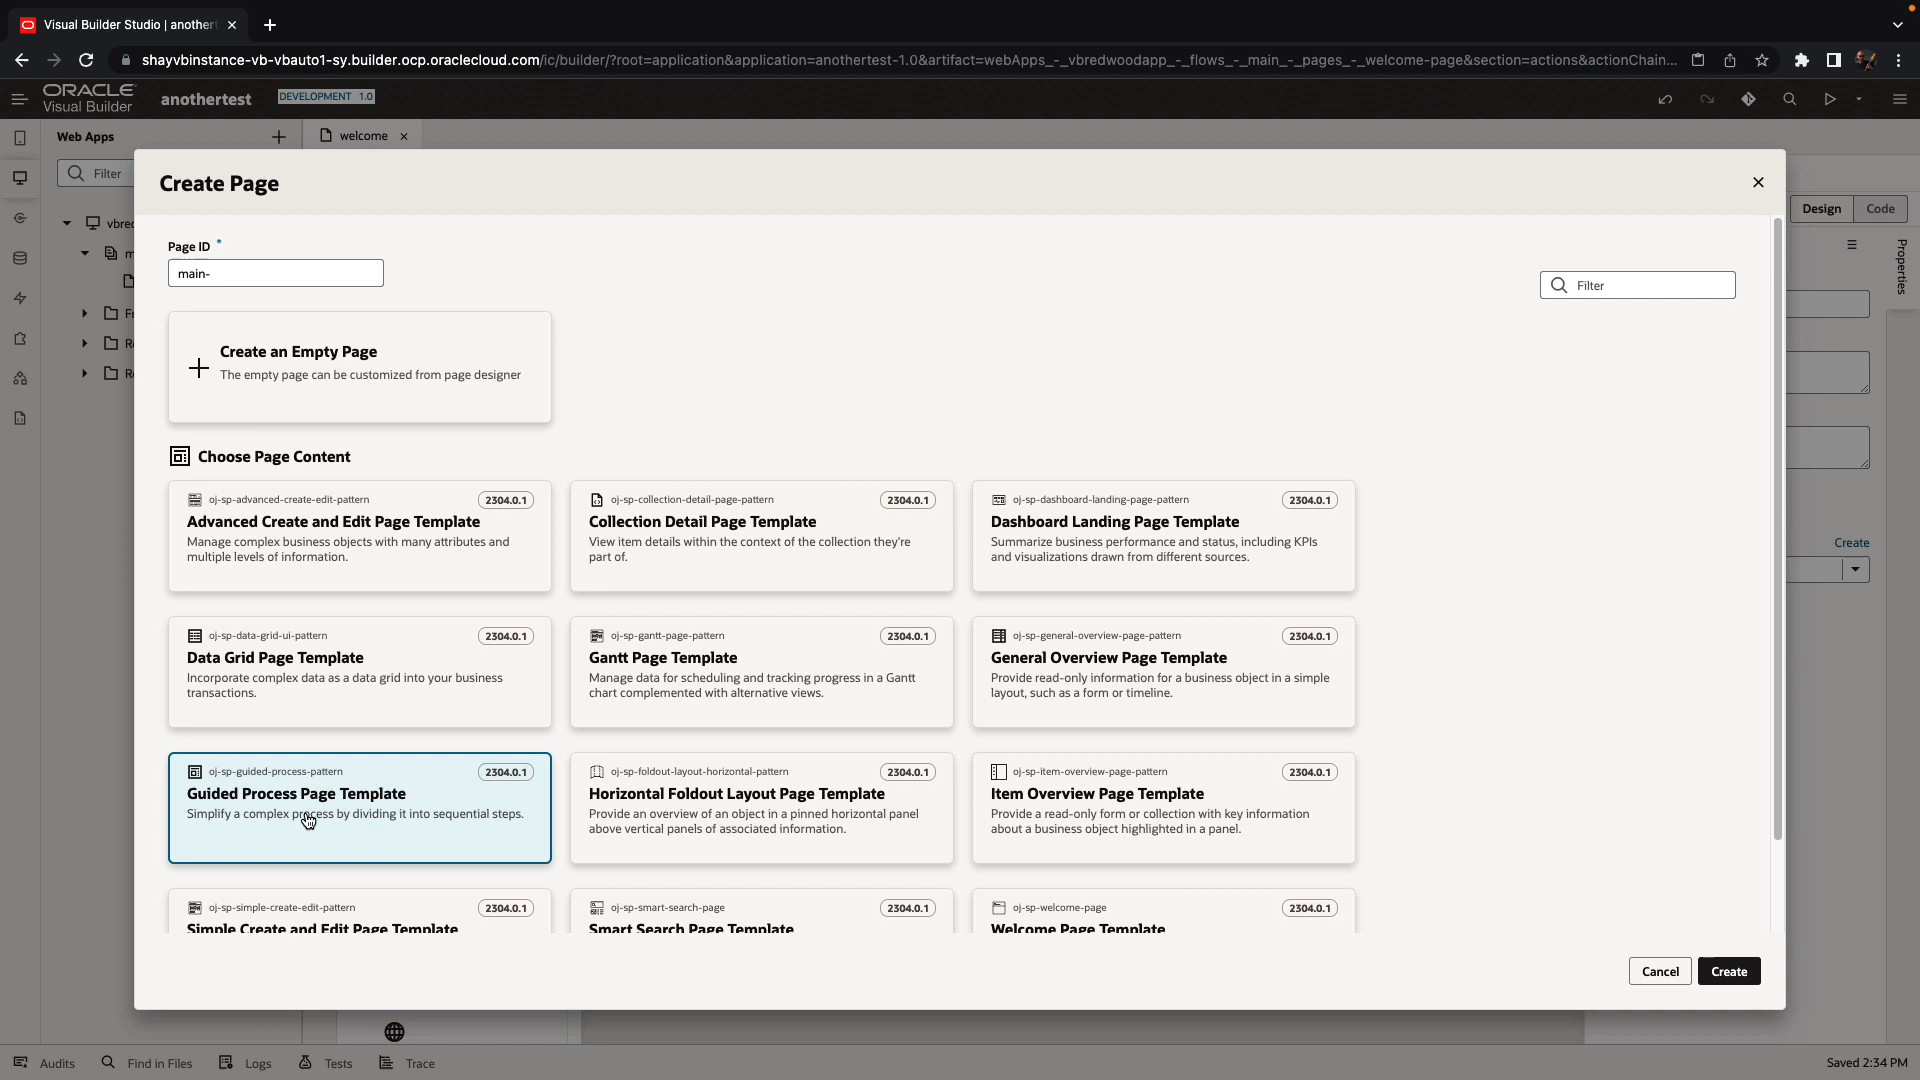 Visual Builder Studio | another
shayvbinstance-vb-vbauto1-sy.builder.ocp.oraclecloud.com/ic/builder/?root=application&application=anothertest-1.0&artifact=webApps_-_vbredwoodapp_-_flows_-_main_-_pages_-_welcome-page&section=actions&actionChain...
ORACLE
Visual Builder
anothertest
DEVELOPMENT 1.0
Web Apps
welcome
Filter
Create Page
Design
Code
vbre
Properties
Page ID *
main-
Filter
Create an Empty Page
The empty page can be customized from page designer
Choose Page Content
oj-sp-advanced-create-edit-pattern
2304.0.1
Advanced Create and Edit Page Template
Manage complex business objects with many attributes and
multiple levels of information.
oj-sp-collection-detail-page-pattern
2304.0.1
Collection Detail Page Template
View item details within the context of the collection they're
part of.
oj-sp-dashboard-landing-page-pattern
2304.0.1
Dashboard Landing Page Template
Summarize business performance and status, including KPIs
and visualizations drawn from different sources.
Create
oj-sp-data-grid-ui-pattern
2304.0.1
Data Grid Page Template
Incorporate complex data as a data grid into your business
transactions.
oj-sp-gantt-page-pattern
2304.0.1
Gantt Page Template
Manage data for scheduling and tracking progress in a Gantt
chart complemented with alternative views.
oj-sp-general-overview-page-pattern
2304.0.1
General Overview Page Template
Provide read-only information for a business object in a simple
layout, such as a form or timeline.
oj-sp-guided-process-pattern
2304.0.1
Guided Process Page Template
Simplify a complex process by dividing it into sequential steps.
oj-sp-foldout-layout-horizontal-pattern
2304.0.1
Horizontal Foldout Layout Page Template
Provide an overview of an object in a pinned horizontal panel
above vertical panels of associated information.
oj-sp-item-overview-page-pattern
2304.0.1
Item Overview Page Template
Provide a read-only form or collection with key information
about a business object highlighted in a panel.
oj-sp-simple-create-edit-pattern
2304.0.1
Simple Create and Edit Page Template
oj-sp-smart-search-page
2304.0.1
Smart Search Page Template
oj-sp-welcome-page
2304.0.1
Welcome Page Template
Cancel
Create
Audits
Find in Files
Logs
Tests
Trace
Saved 2:34 PM